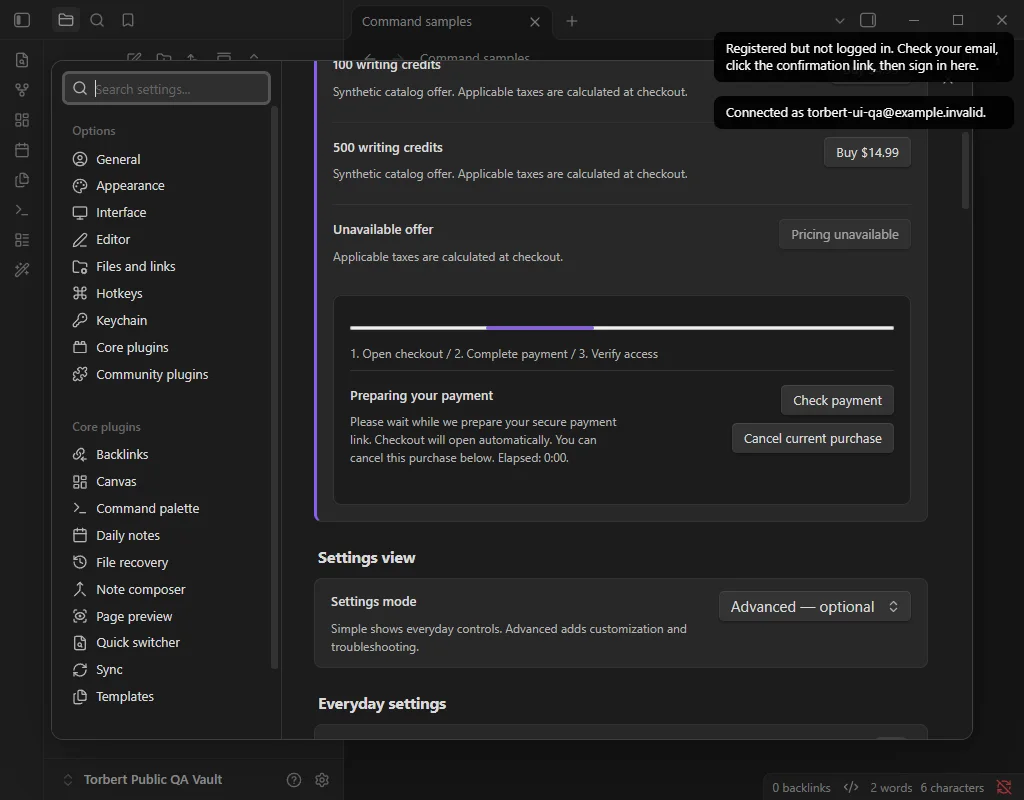 Command samples
Command samples
Registered but not logged in. Check your email,
click the confirmation link, then sign in here.
Connected as torbert-ui-qa@example.invalid.
Search settings...
Options
General
Appearance
Interface
Editor
Files and links
Hotkeys
Keychain
Core plugins
Community plugins
Core plugins
Backlinks
Canvas
Command palette
Daily notes
File recovery
Note composer
Page preview
Quick switcher
Sync
Templates
100 writing credits
Synthetic catalog offer. Applicable taxes are calculated at checkout.
500 writing credits
Synthetic catalog offer. Applicable taxes are calculated at checkout.
Buy $14.99
Unavailable offer
Applicable taxes are calculated at checkout.
Pricing unavailable
1. Open checkout / 2. Complete payment / 3. Verify access
Preparing your payment
Please wait while we prepare your secure payment
link. Checkout will open automatically. You can
cancel this purchase below. Elapsed: 0:00.
Check payment
Cancel current purchase
Settings view
Settings mode
Simple shows everyday controls. Advanced adds customization and
troubleshooting.
Advanced — optional
Everyday settings
Torbert Public QA Vault
0 backlinks
2 words
6 characters